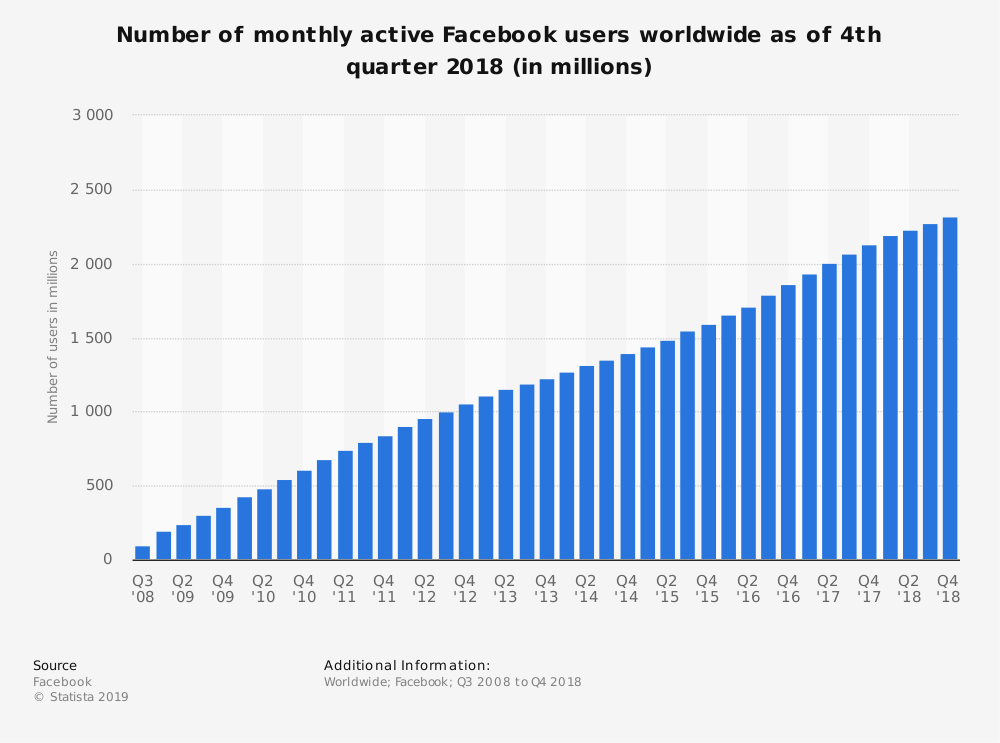 Number of monthly active Facebook users worldwide as of 4th
quarter 2018 (in millions)
3 000
2 500
2 000
1 500
1 000
500
0
Number of users in millions
Q3 Q2 Q4 Q2 Q4 Q2 Q4 Q2 Q4 Q2 Q4 Q2 Q4 Q2 Q4 Q2 Q4 Q2 Q4 Q2 Q4
'08 '09 '09 '10 '10 '11 '11 '12 '12 '13 '13 '14 '14 '15 '15 '16 '16 '17 '17 '18 '18
Source
Facebook
© Statista 2019
Additional Information:
Worldwide; Facebook; Q3 2008 to Q4 2018